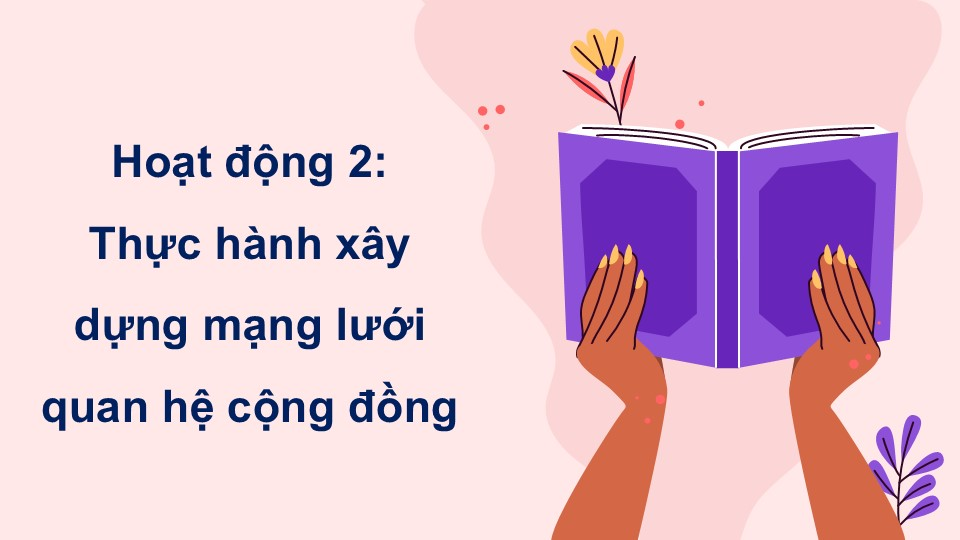 Hoạt động 2:
Thực hành xây
dựng mạng lưới
quan hệ cộng đồng